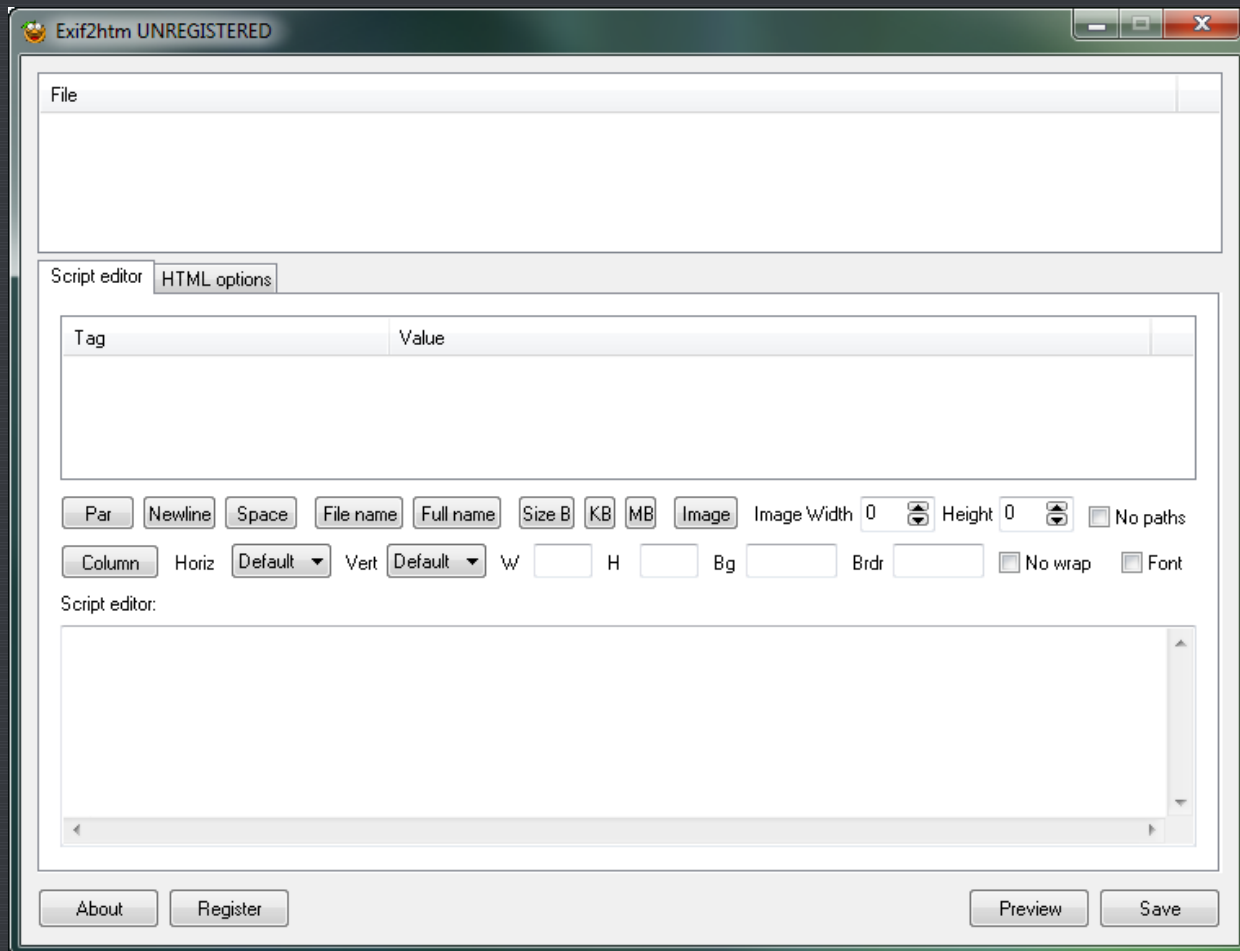 Exif2htm UNREGISTERED
File
Script editor HTML options
Tag Value
Par Newline Space File name Full name Size B KB MB Image Image Width 0 Height 0 No paths
Column Horiz Default Vert Default W H Bg Brdr No wrap Font
Script editor:
About Register Preview Save